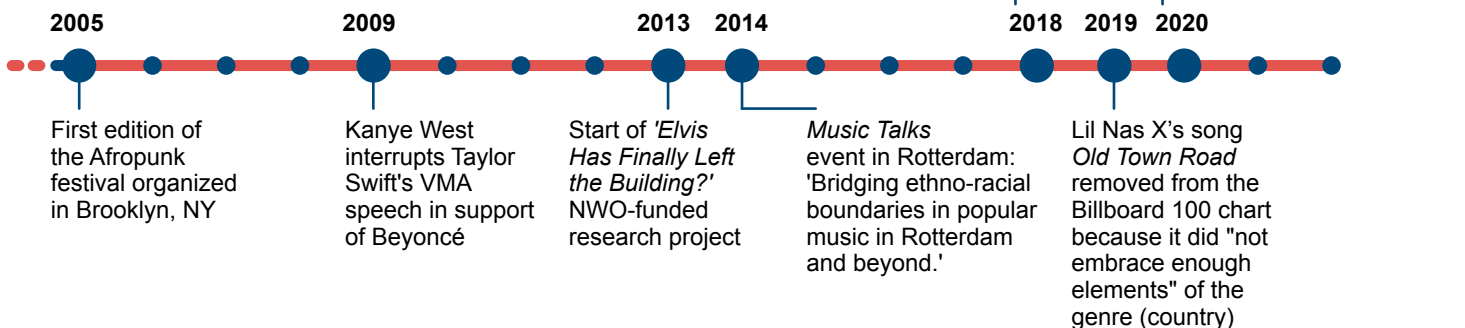 2005 2009 2013 2014 2018 2019 2020
First edition of
the Afropunk
festival organized
in Brooklyn, NY
Kanye West
interrupts Taylor
Swift's VMA
speech in support
of Beyoncé
Start of 'Elvis
Has Finally Left
the Building?'
NWO-funded
research project
Music Talks
event in Rotterdam:
'Bridging ethno-racial
boundaries in popular
music in Rotterdam
and beyond.'
Lil Nas X’s song
Old Town Road
removed from the
Billboard 100 chart
because it did "not
embrace enough
elements" of the
genre (country)